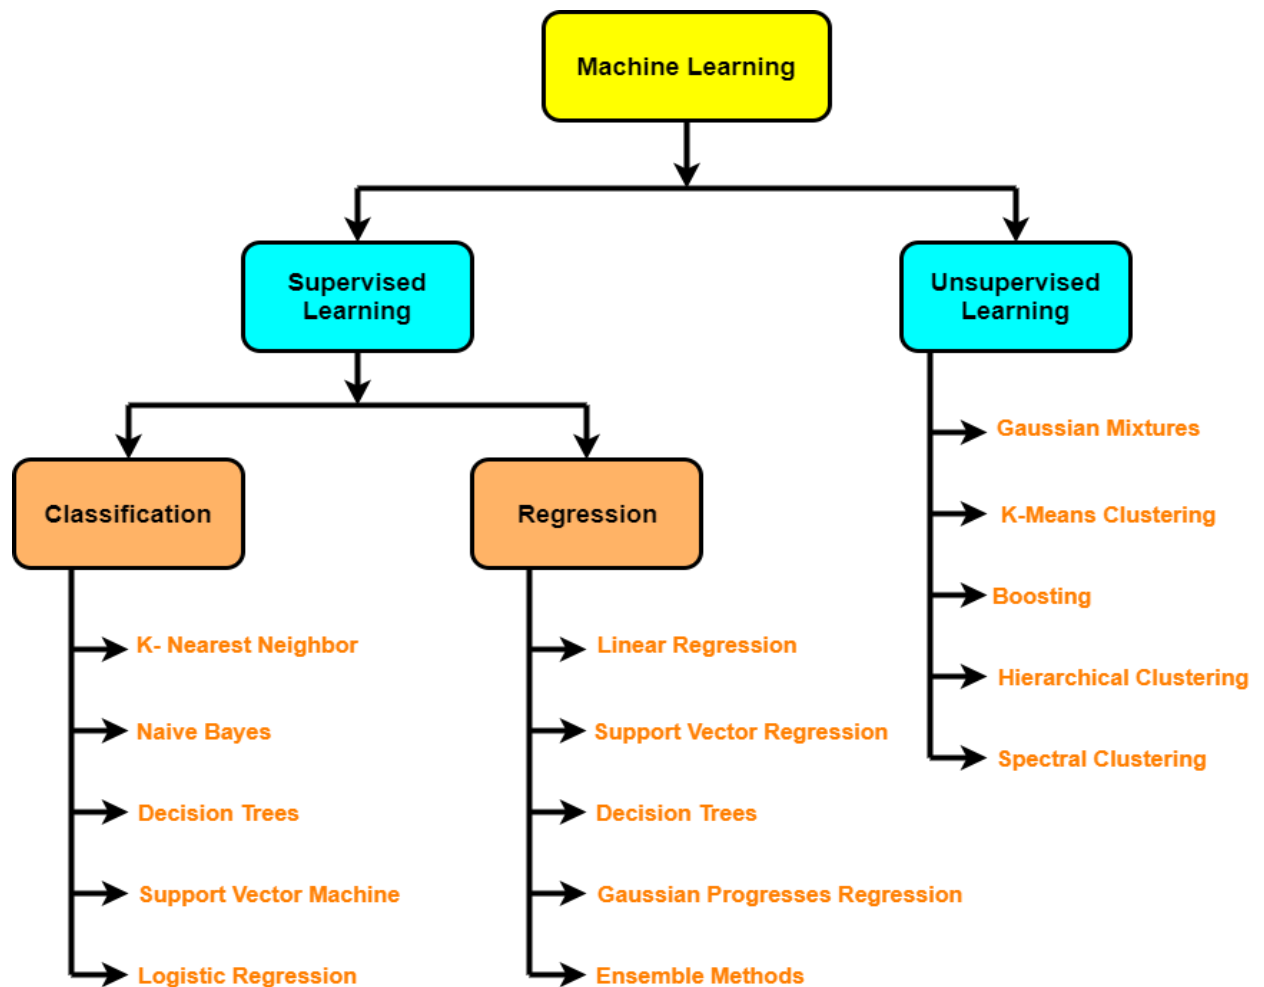 Machine Learning
Supervised
Learning
Unsupervised
Learning
Classification
Regression
Gaussian Mixtures
K-Means Clustering
Boosting
Hierarchical Clustering
Spectral Clustering
K- Nearest Neighbor
Naive Bayes
Decision Trees
Support Vector Machine
Logistic Regression
Linear Regression
Support Vector Regression
Decision Trees
Gaussian Progresses Regression
Ensemble Methods